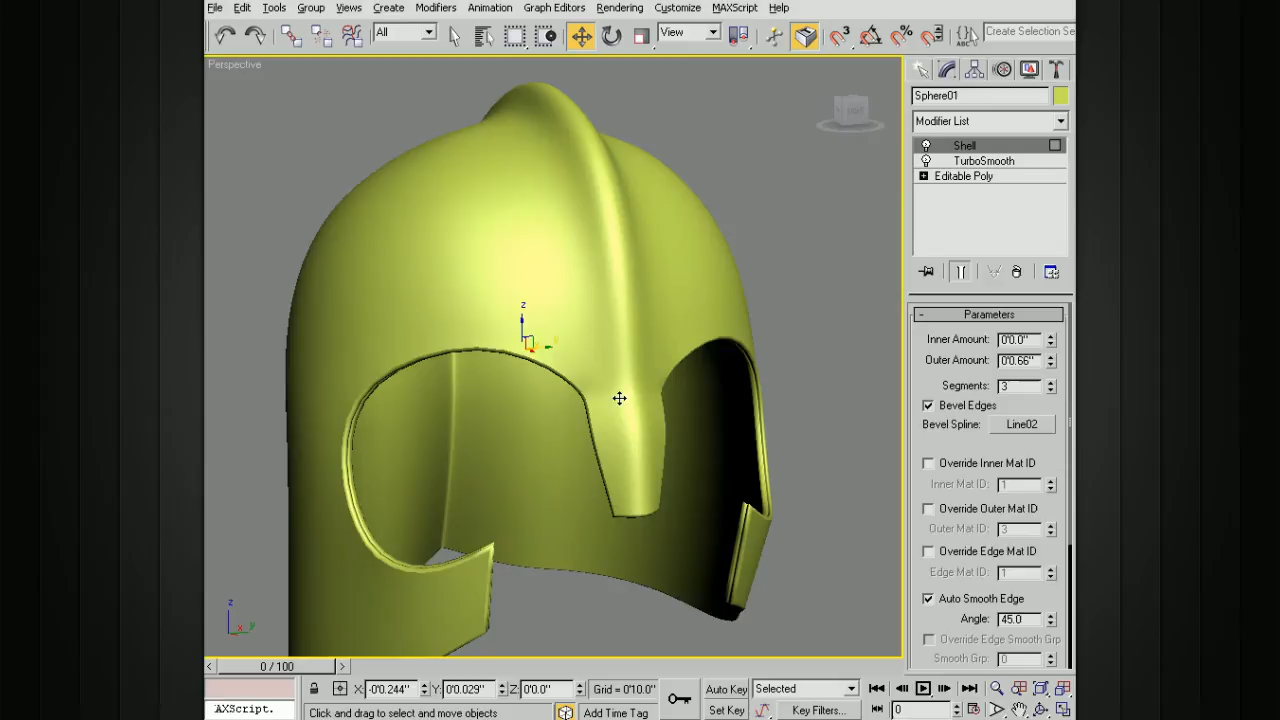 File Edit Tools Group Views Create Modifiers Animation Graph Editors Rendering Customize MAXScript Help
All View 3 % ABC Create Selection Se
Perspective
Sphere01
Modifier List
Shell
TurboSmooth
Editable Poly
- Parameters
Inner Amount: 0'0.0"
Outer Amount: 0'0.66"
Segments: 3
Bevel Edges
Bevel Spline: Line02
Override Inner Mat ID
Inner Mat ID: 1
Override Outer Mat ID
Outer Mat ID: 3
Override Edge Mat ID
Edge Mat ID: 1
Auto Smooth Edge
Angle: 45.0
Override Edge Smooth Grp
Smooth Grp: 0
z
y
x
z
x y
< 0 / 100 >
X: -0'0.244" Y: 0'0.029" Z: 0'0.0" Grid = 0'10.0" Auto Key Selected
AXScript. Click and drag to select and move objects Add Time Tag Set Key Key Filters... 0